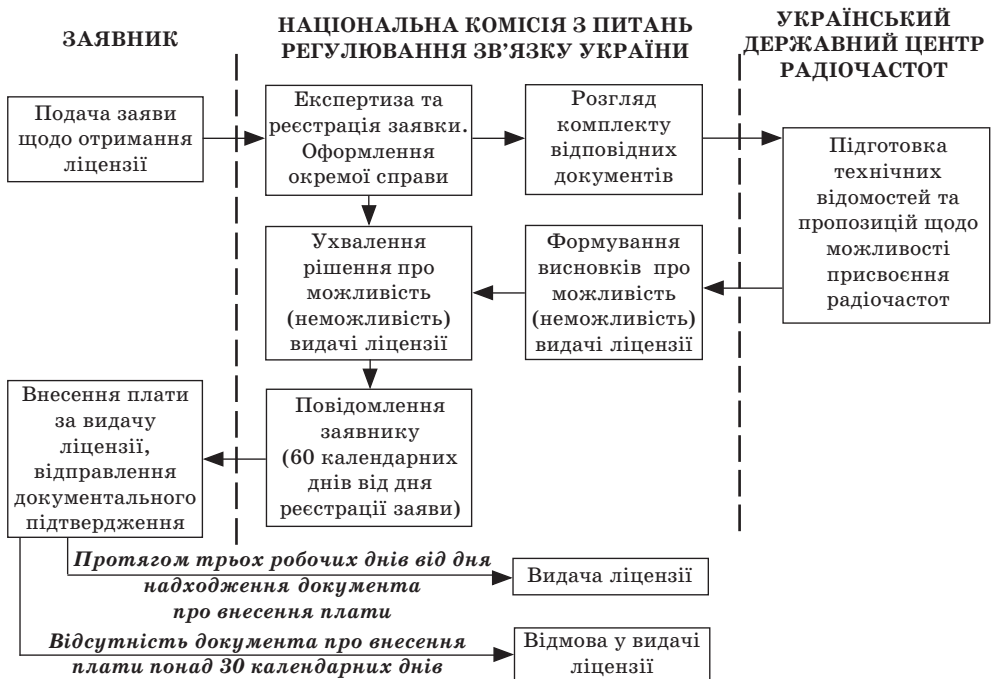 ЗАЯВНИК
НАЦІОНАЛЬНА КОМІСІЯ З ПИТАНЬ
РЕГУЛЮВАННЯ ЗВ’ЯЗКУ УКРАЇНИ
УКРАЇНСЬКИЙ
ДЕРЖАВНИЙ ЦЕНТР
РАДІОЧАСТОТ
Подача заяви
щодо отримання
ліцензії
Експертиза та
реєстрація заявки.
Оформлення
окремої справи
Розгляд
комплекту
відповідних
документів
Підготовка
технічних
відомостей та
пропозицій щодо
можливості
присвоєння
радіочастот
Ухвалення
рішення про
можливість
(неможливість)
видачі ліцензії
Формування
висновків про
можливість
(неможливість)
видачі ліцензії
Внесення плати
за видачу
ліцензії,
відправлення
документального
підтвердження
Повідомлення
заявнику
(60 календарних
днів від дня
реєстрації заяви)
Протягом трьох робочих днів від дня
надходження документа
про внесення плати
Видача ліцензії
Відсутність документа про внесення
плати понад 30 календарних днів
Відмова у видачі
ліцензії